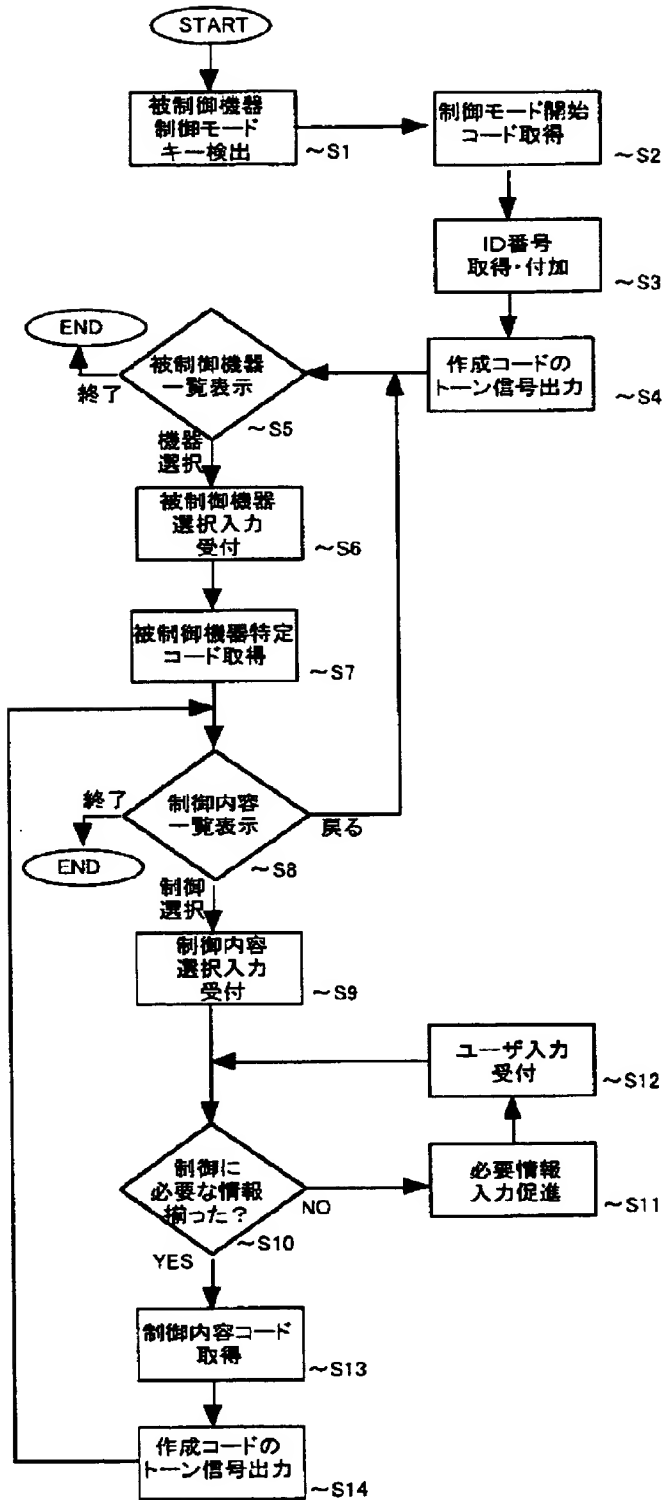 START
被制御機器
制御モード
キー検出
～S1
制御モード開始
コード取得
～S2
ID番号
取得・付加
～S3
作成コードの
トーン信号出力
～S4
END
終了
被制御機器
一覧表示
～S5
機器
選択
被制御機器
選択入力
受付
～S6
被制御機器特定
コード取得
～S7
終了
制御内容
一覧表示
戻る
END
～S8
制御
選択
制御内容
選択入力
受付
～S9
ユーザ入力
受付
～S12
制御に
必要な情報
揃った？
NO
～S10
YES
必要情報
入力促進
～S11
制御内容コード
取得
～S13
作成コードの
トーン信号出力
～S14